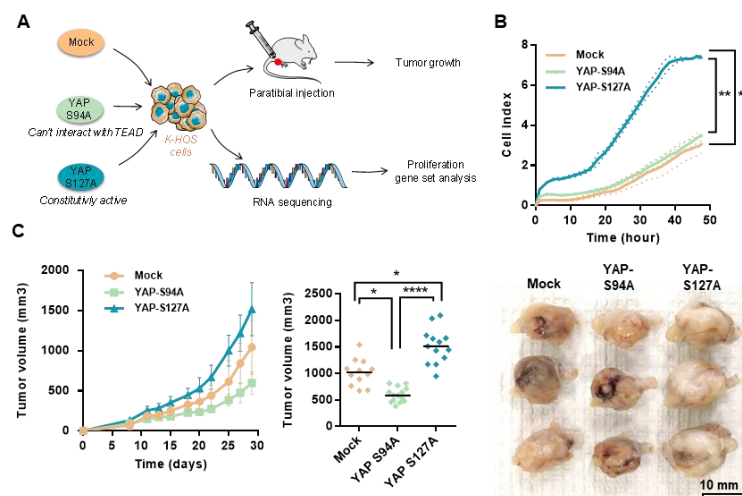 A
Mock
YAP
S94A
Can't interact with TEAD
YAP
S127A
Constitutivly active
K-HOS
cells
Paratibial injection
Tumor growth
RNA sequencing
Proliferation
gene set analysis
B
Mock
YAP-S94A
YAP-S127A
Cell Index
8
6
4
2
0
0
10
20
30
40
50
Time (hour)
**
*
C
Mock
YAP-S94A
YAP-S127A
Tumor volume (mm3)
2000
1500
1000
500
0
0
5
10
15
20
25
30
Time (days)
Tumor volume (mm3)
2500
2000
1500
1000
500
0
*
*
****
Mock
YAP S94A
YAP S127A
Mock
YAP-
S94A
YAP-
S127A
10 mm